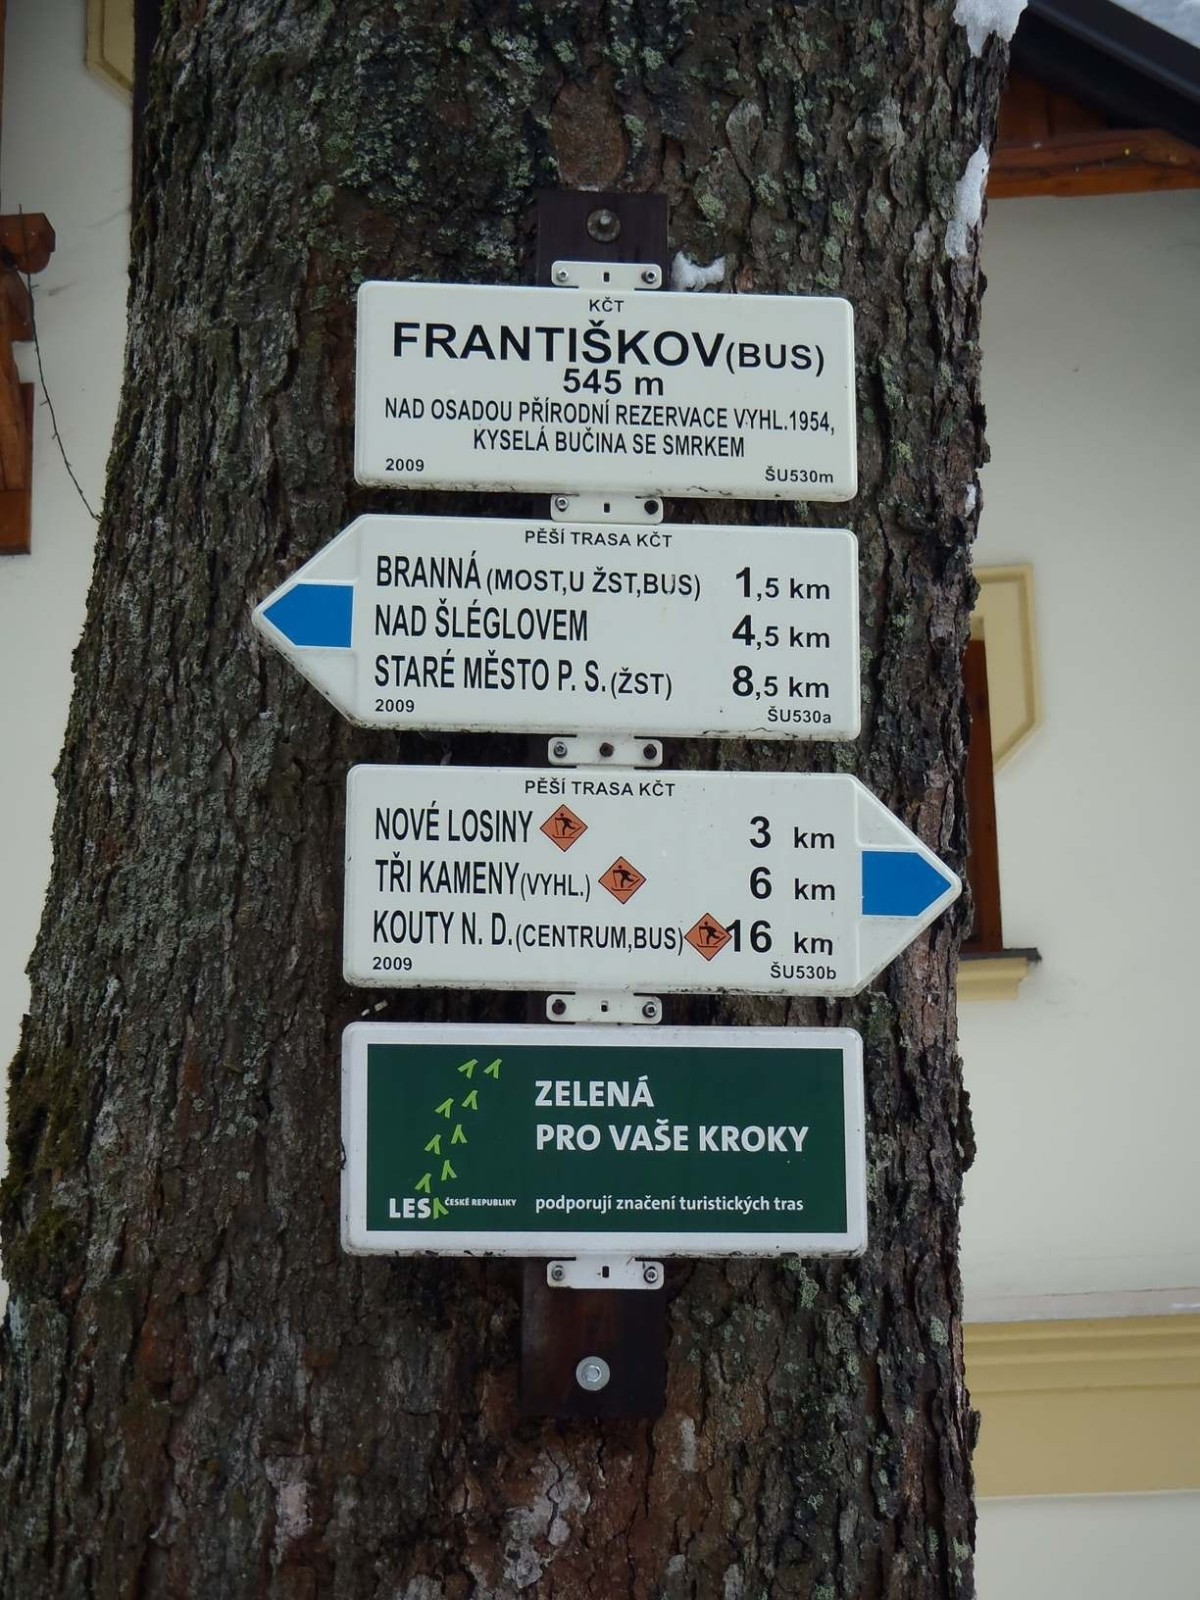 KČT
FRANTIŠKOV(BUS)
545 m
NAD OSADOU PŘÍRODNÍ REZERVACE VYHL.1954,
KYSELÁ BUČINA SE SMRKEM
2009 ŠU530m
PĚŠÍ TRASA KČT
BRANNÁ (MOST,U ŽST,BUS) 1,5 km
NAD ŠLÉGLOVEM 4,5 km
STARÉ MĚSTO P. S.(ŽST) 8,5 km
2009 ŠU530a
PĚŠÍ TRASA KČT
NOVÉ LOSINY 3 km
TŘI KAMENY(VYHL.) 6 km
KOUTY N. D.(CENTRUM,BUS) 16 km
2009 ŠU530b
ZELENÁ
PRO VAŠE KROKY
LESY ČESKÉ REPUBLIKY podporují značení turistických tras